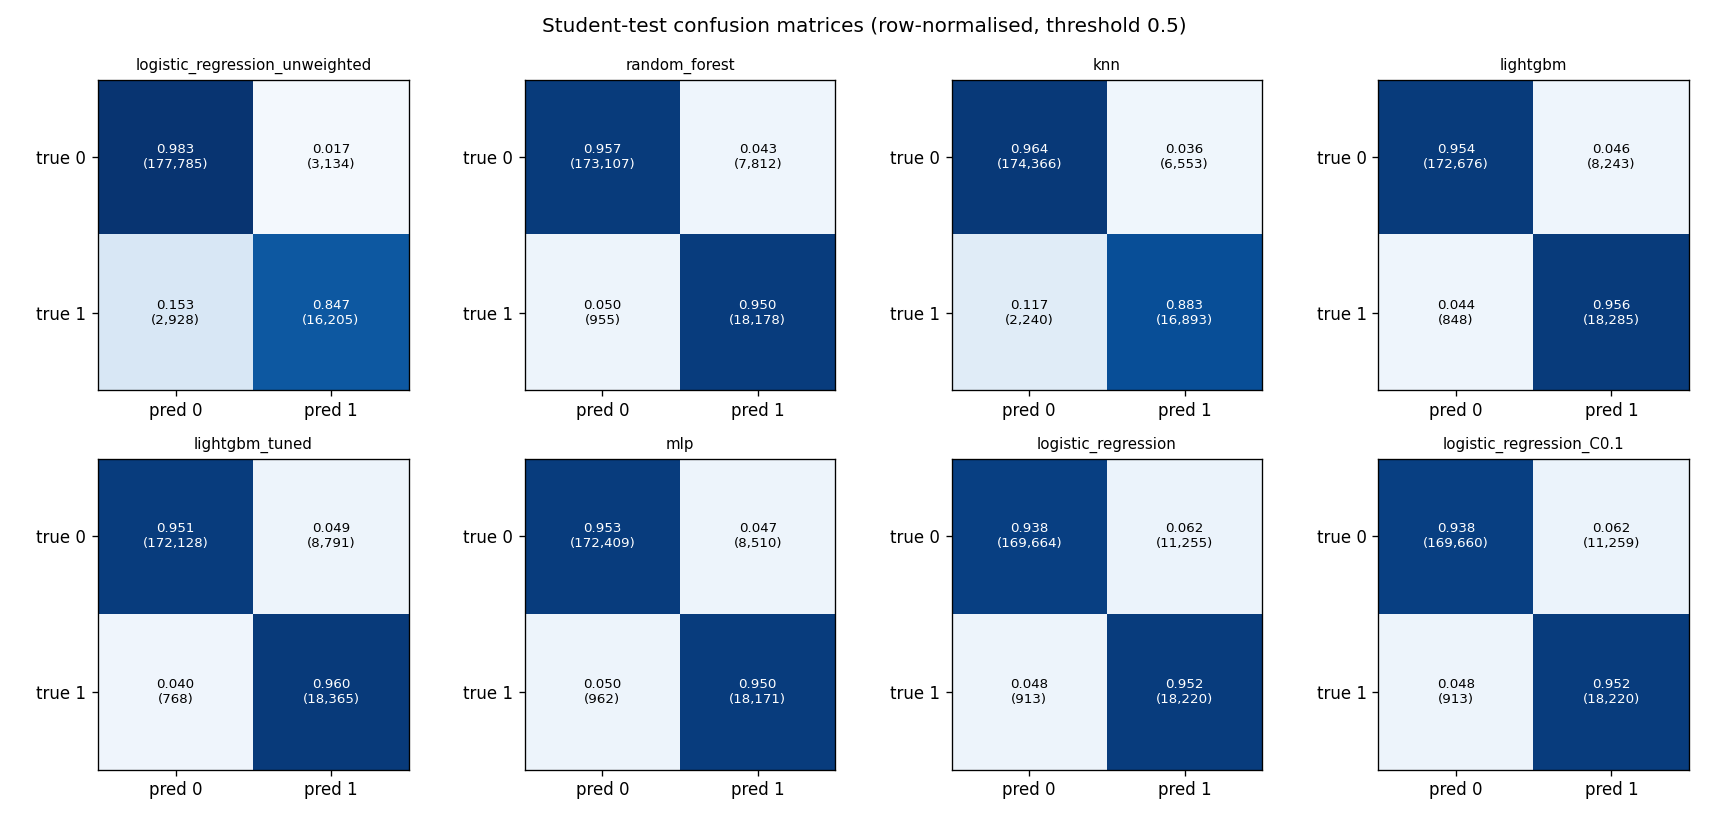 Student-test confusion matrices (row-normalised, threshold 0.5)
logistic_regression_unweighted
true 0
0.983
(177,785)
0.017
(3,134)
true 1
0.153
(2,928)
0.847
(16,205)
pred 0
pred 1
random_forest
true 0
0.957
(173,107)
0.043
(7,812)
true 1
0.050
(955)
0.950
(18,178)
pred 0
pred 1
knn
true 0
0.964
(174,366)
0.036
(6,553)
true 1
0.117
(2,240)
0.883
(16,893)
pred 0
pred 1
lightgbm
true 0
0.954
(172,676)
0.046
(8,243)
true 1
0.044
(848)
0.956
(18,285)
pred 0
pred 1
lightgbm_tuned
true 0
0.951
(172,128)
0.049
(8,791)
true 1
0.040
(768)
0.960
(18,365)
pred 0
pred 1
mlp
true 0
0.953
(172,409)
0.047
(8,510)
true 1
0.050
(962)
0.950
(18,171)
pred 0
pred 1
logistic_regression
true 0
0.938
(169,664)
0.062
(11,255)
true 1
0.048
(913)
0.952
(18,220)
pred 0
pred 1
logistic_regression_C0.1
true 0
0.938
(169,660)
0.062
(11,259)
true 1
0.048
(913)
0.952
(18,220)
pred 0
pred 1